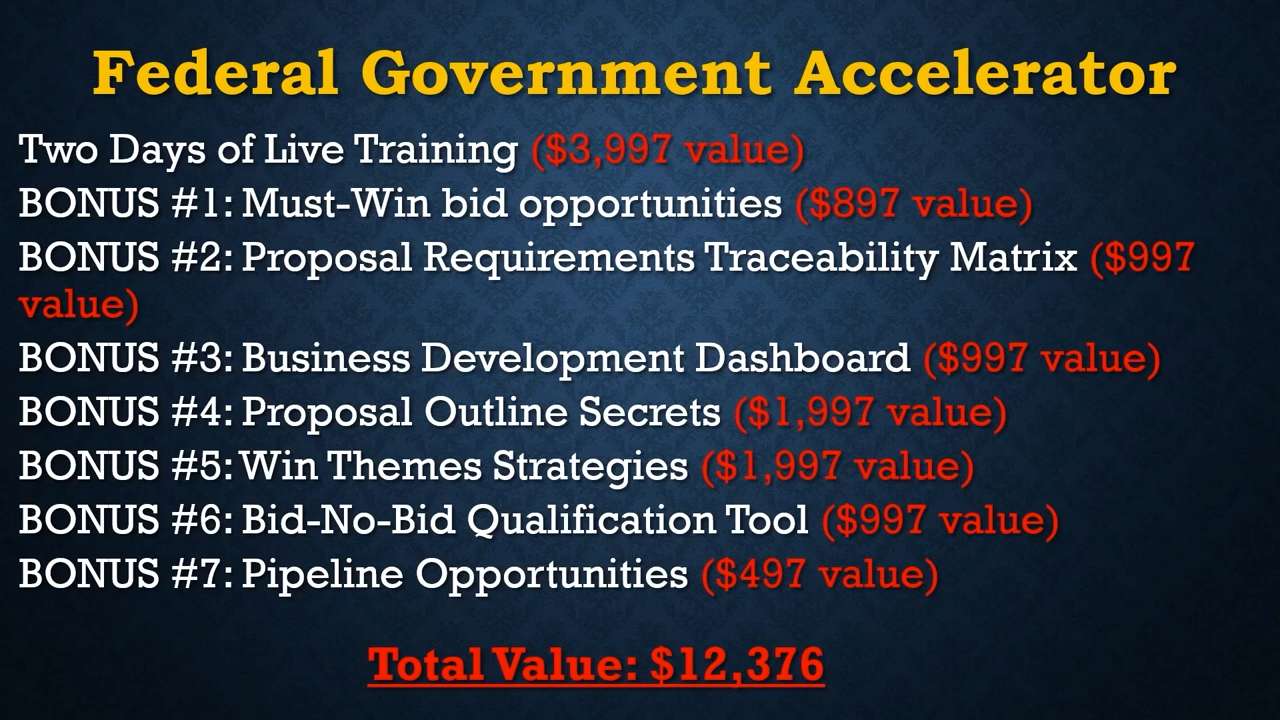 Federal Government Accelerator
Two Days of Live Training ($3,997 value)
BONUS #1: Must-Win bid opportunities ($897 value)
BONUS #2: Proposal Requirements Traceability Matrix ($997
value)
BONUS #3: Business Development Dashboard ($997 value)
BONUS #4: Proposal Outline Secrets ($1,997 value)
BONUS #5: Win Themes Strategies ($1,997 value)
BONUS #6: Bid-No-Bid Qualification Tool ($997 value)
BONUS #7: Pipeline Opportunities ($497 value)
Total Value: $12,376